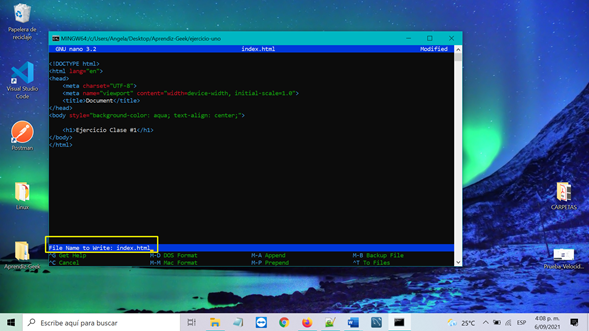 Papelera de
reciclaje
Visual Studio
Code
Postman
Linux
Aprendiz-Geek
MINGW64:/c/Users/Angela/Desktop/Aprendiz-Geek/ejercicio-uno
GNU nano 3.2 index.html Modified
<!DOCTYPE html>
<html lang="en">
<head>
<meta charset="UTF-8">
<meta name="viewport" content="width=device-width, initial-scale=1.0">
<title>Document</title>
</head>
<body style="background-color: aqua; text-align: center;">
<h1>Ejercicio Clase #1</h1>
</body>
</html>
File Name to Write: index.html
^G Get Help M-D DOS Format M-A Append M-B Backup File
^C Cancel M-M Mac Format M-P Prepend ^T To Files
CARPETAS
Prueba-Velocid...
Escribe aquí para buscar
25°C
ESP
4:08 p. m.
6/09/2021